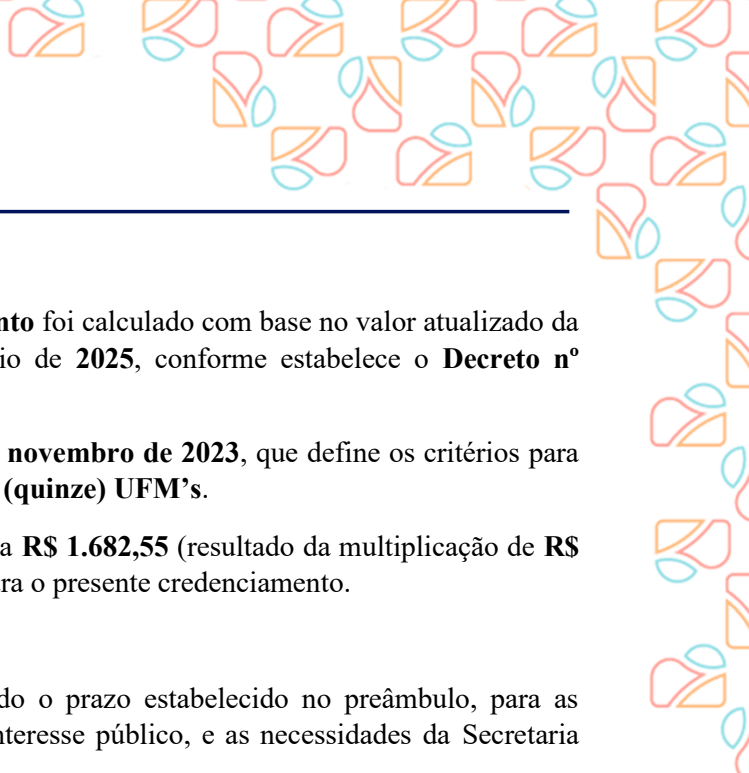 nto foi calculado com base no valor atualizado da
io de 2025, conforme estabelece o Decreto nº
novembro de 2023, que define os critérios para
(quinze) UFM’s.
a R$ 1.682,55 (resultado da multiplicação de R$
ra o presente credenciamento.
do o prazo estabelecido no preâmbulo, para as
nteresse público, e as necessidades da Secretaria